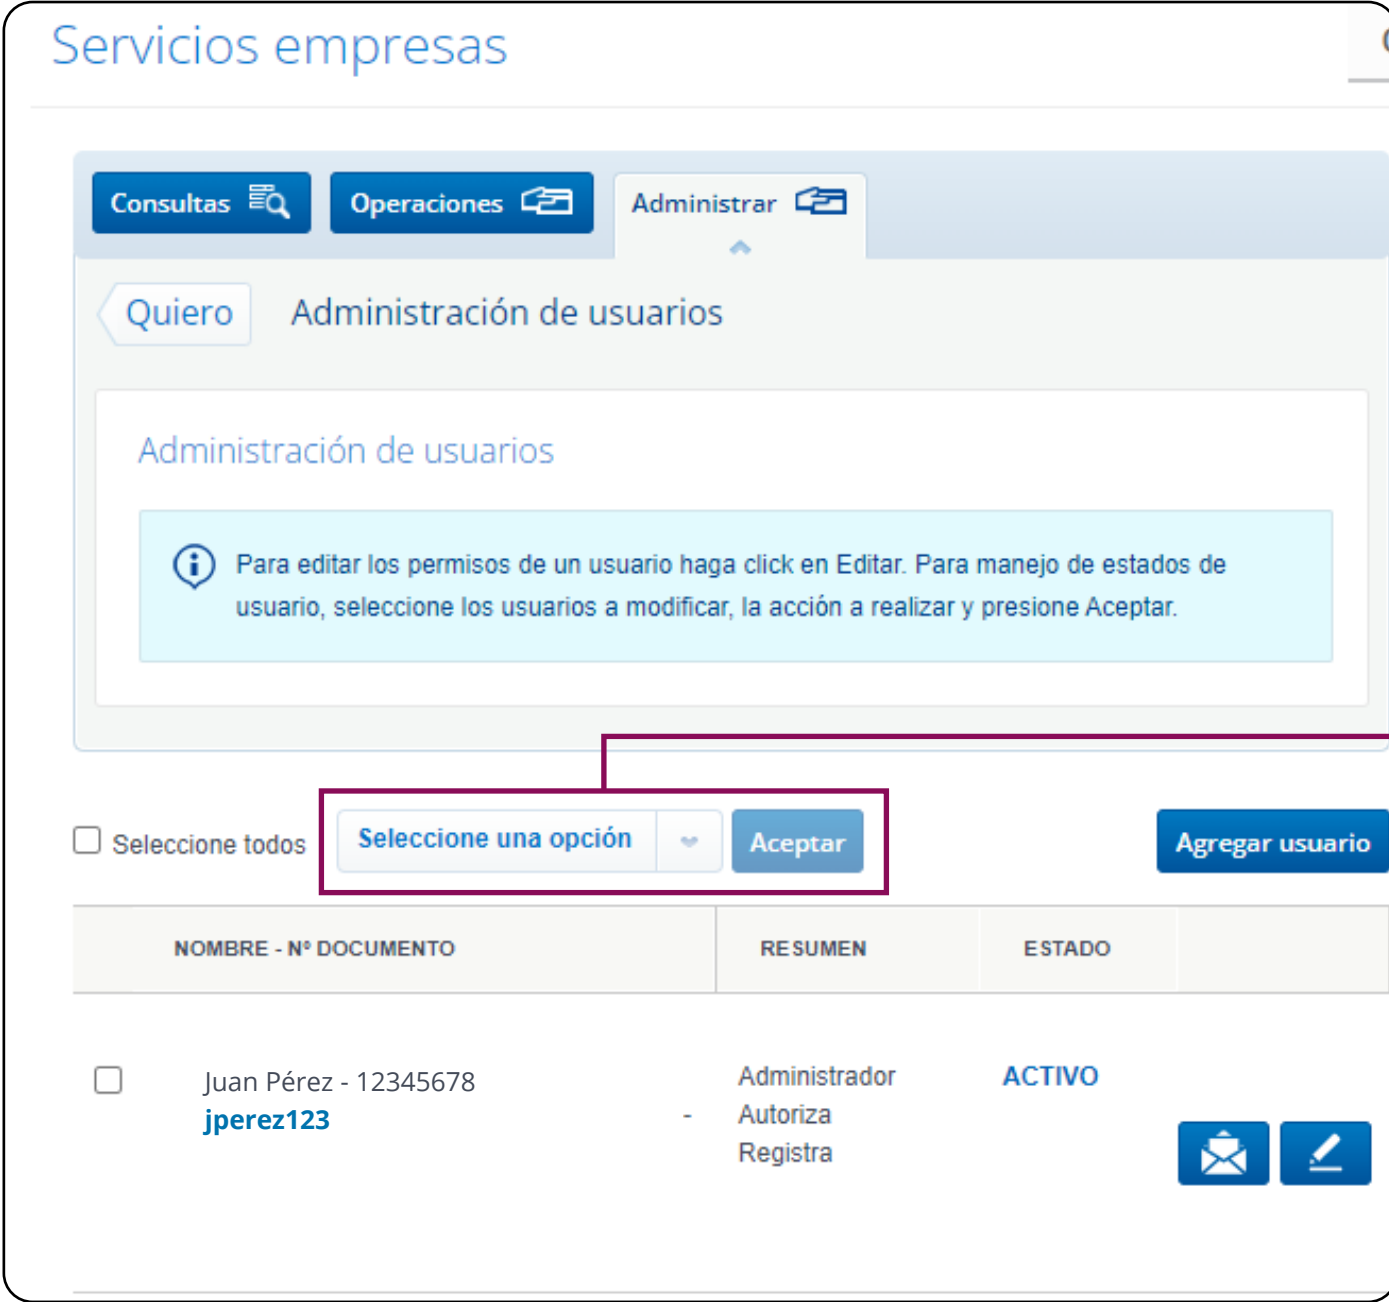 Servicios empresas
Consultas
Operaciones
Administrar
Quiero
Administración de usuarios
Administración de usuarios
Para editar los permisos de un usuario haga click en Editar. Para manejo de estados de
usuario, seleccione los usuarios a modificar, la acción a realizar y presione Aceptar.
Seleccione todos
Seleccione una opción
Aceptar
Agregar usuario
NOMBRE - Nº DOCUMENTO
RESUMEN
ESTADO
Juan Pérez - 12345678
jperez123
-
Administrador
Autoriza
Registra
ACTIVO